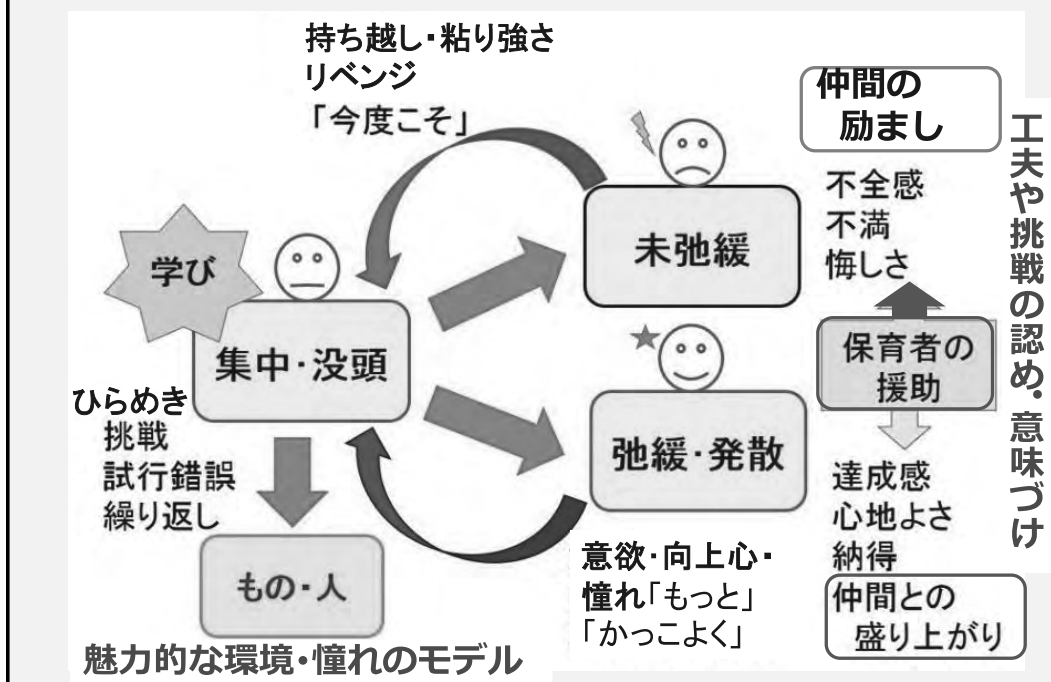 持ち越し・粘り強さ
リベンジ
「今度こそ」
仲間の
励まし
工夫や挑戦の認め・意味づけ
不全感
不満
悔しさ
未弛緩
学び
集中・没頭
保育者の
援助
ひらめき
挑戦
試行錯誤
繰り返し
弛緩・発散
達成感
心地よさ
納得
もの・人
意欲・向上心・
憧れ「もっと」
「かっこよく」
仲間との
盛り上がり
魅力的な環境・憧れのモデル